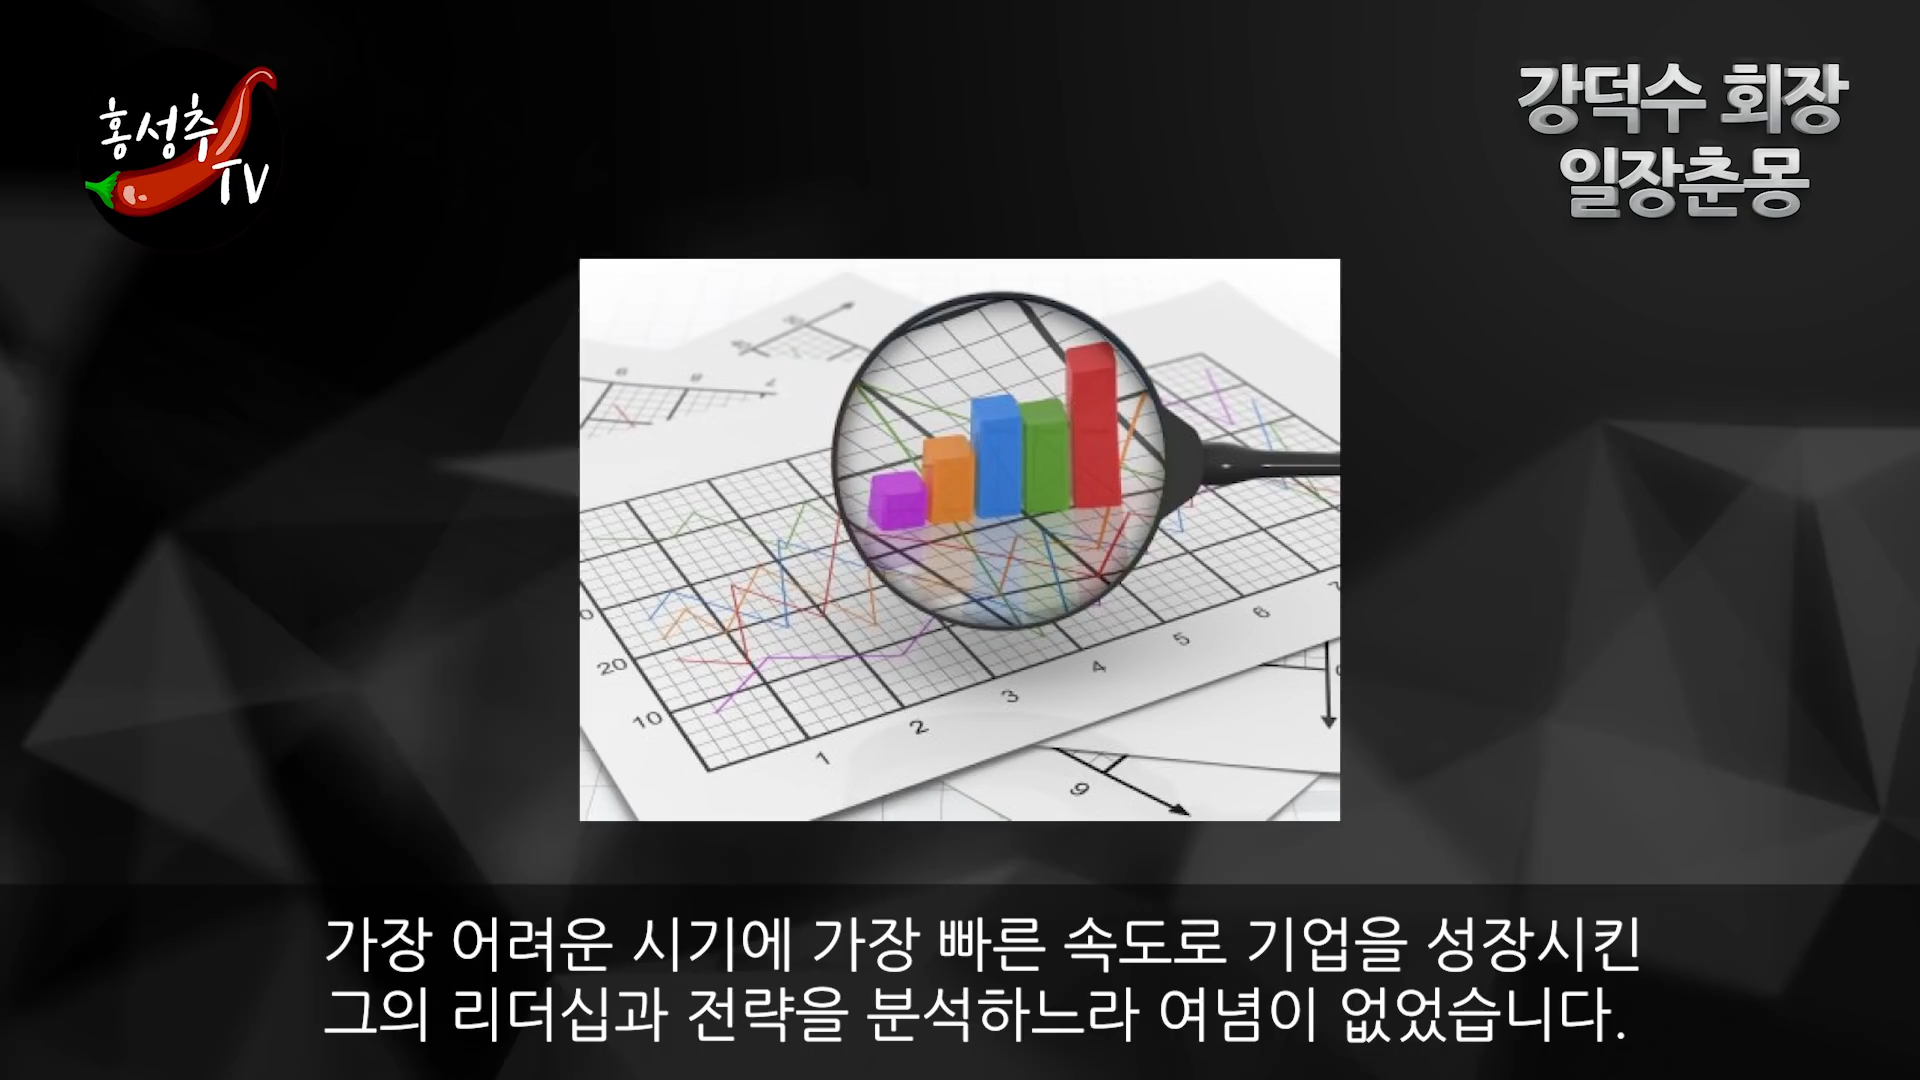 홍성추
TV
강덕수 회장
일장춘몽
20
10
1
2
3
4
5
6
7
9
가장 어려운 시기에 가장 빠른 속도로 기업을 성장시킨
그의 리더십과 전략을 분석하느라 여념이 없었습니다.